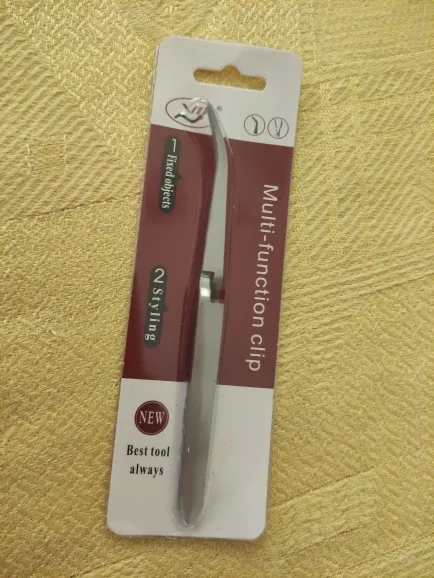 ®
1 Fixed objects
2 Styling
Multi-function clip
NEW
Best tool
always